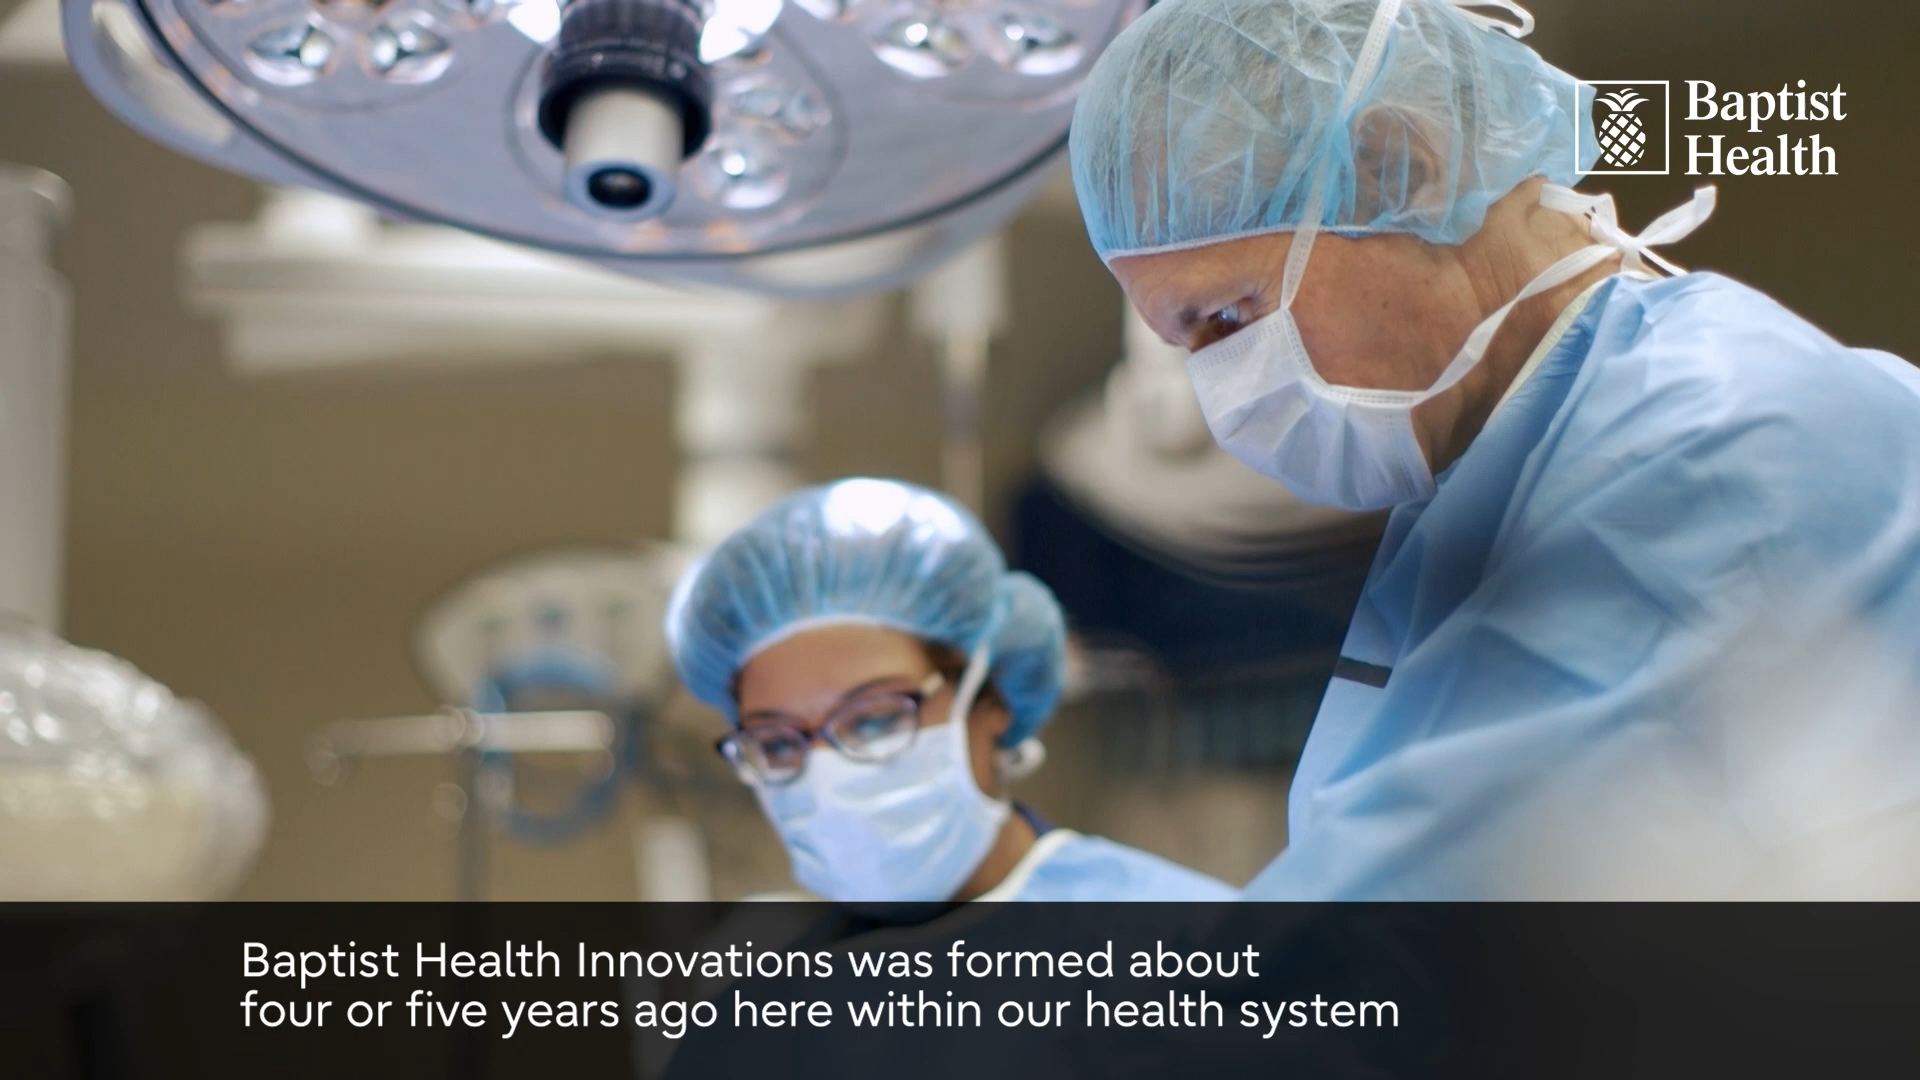 Baptist
Health
Baptist Health Innovations was formed about
four or five years ago here within our health system